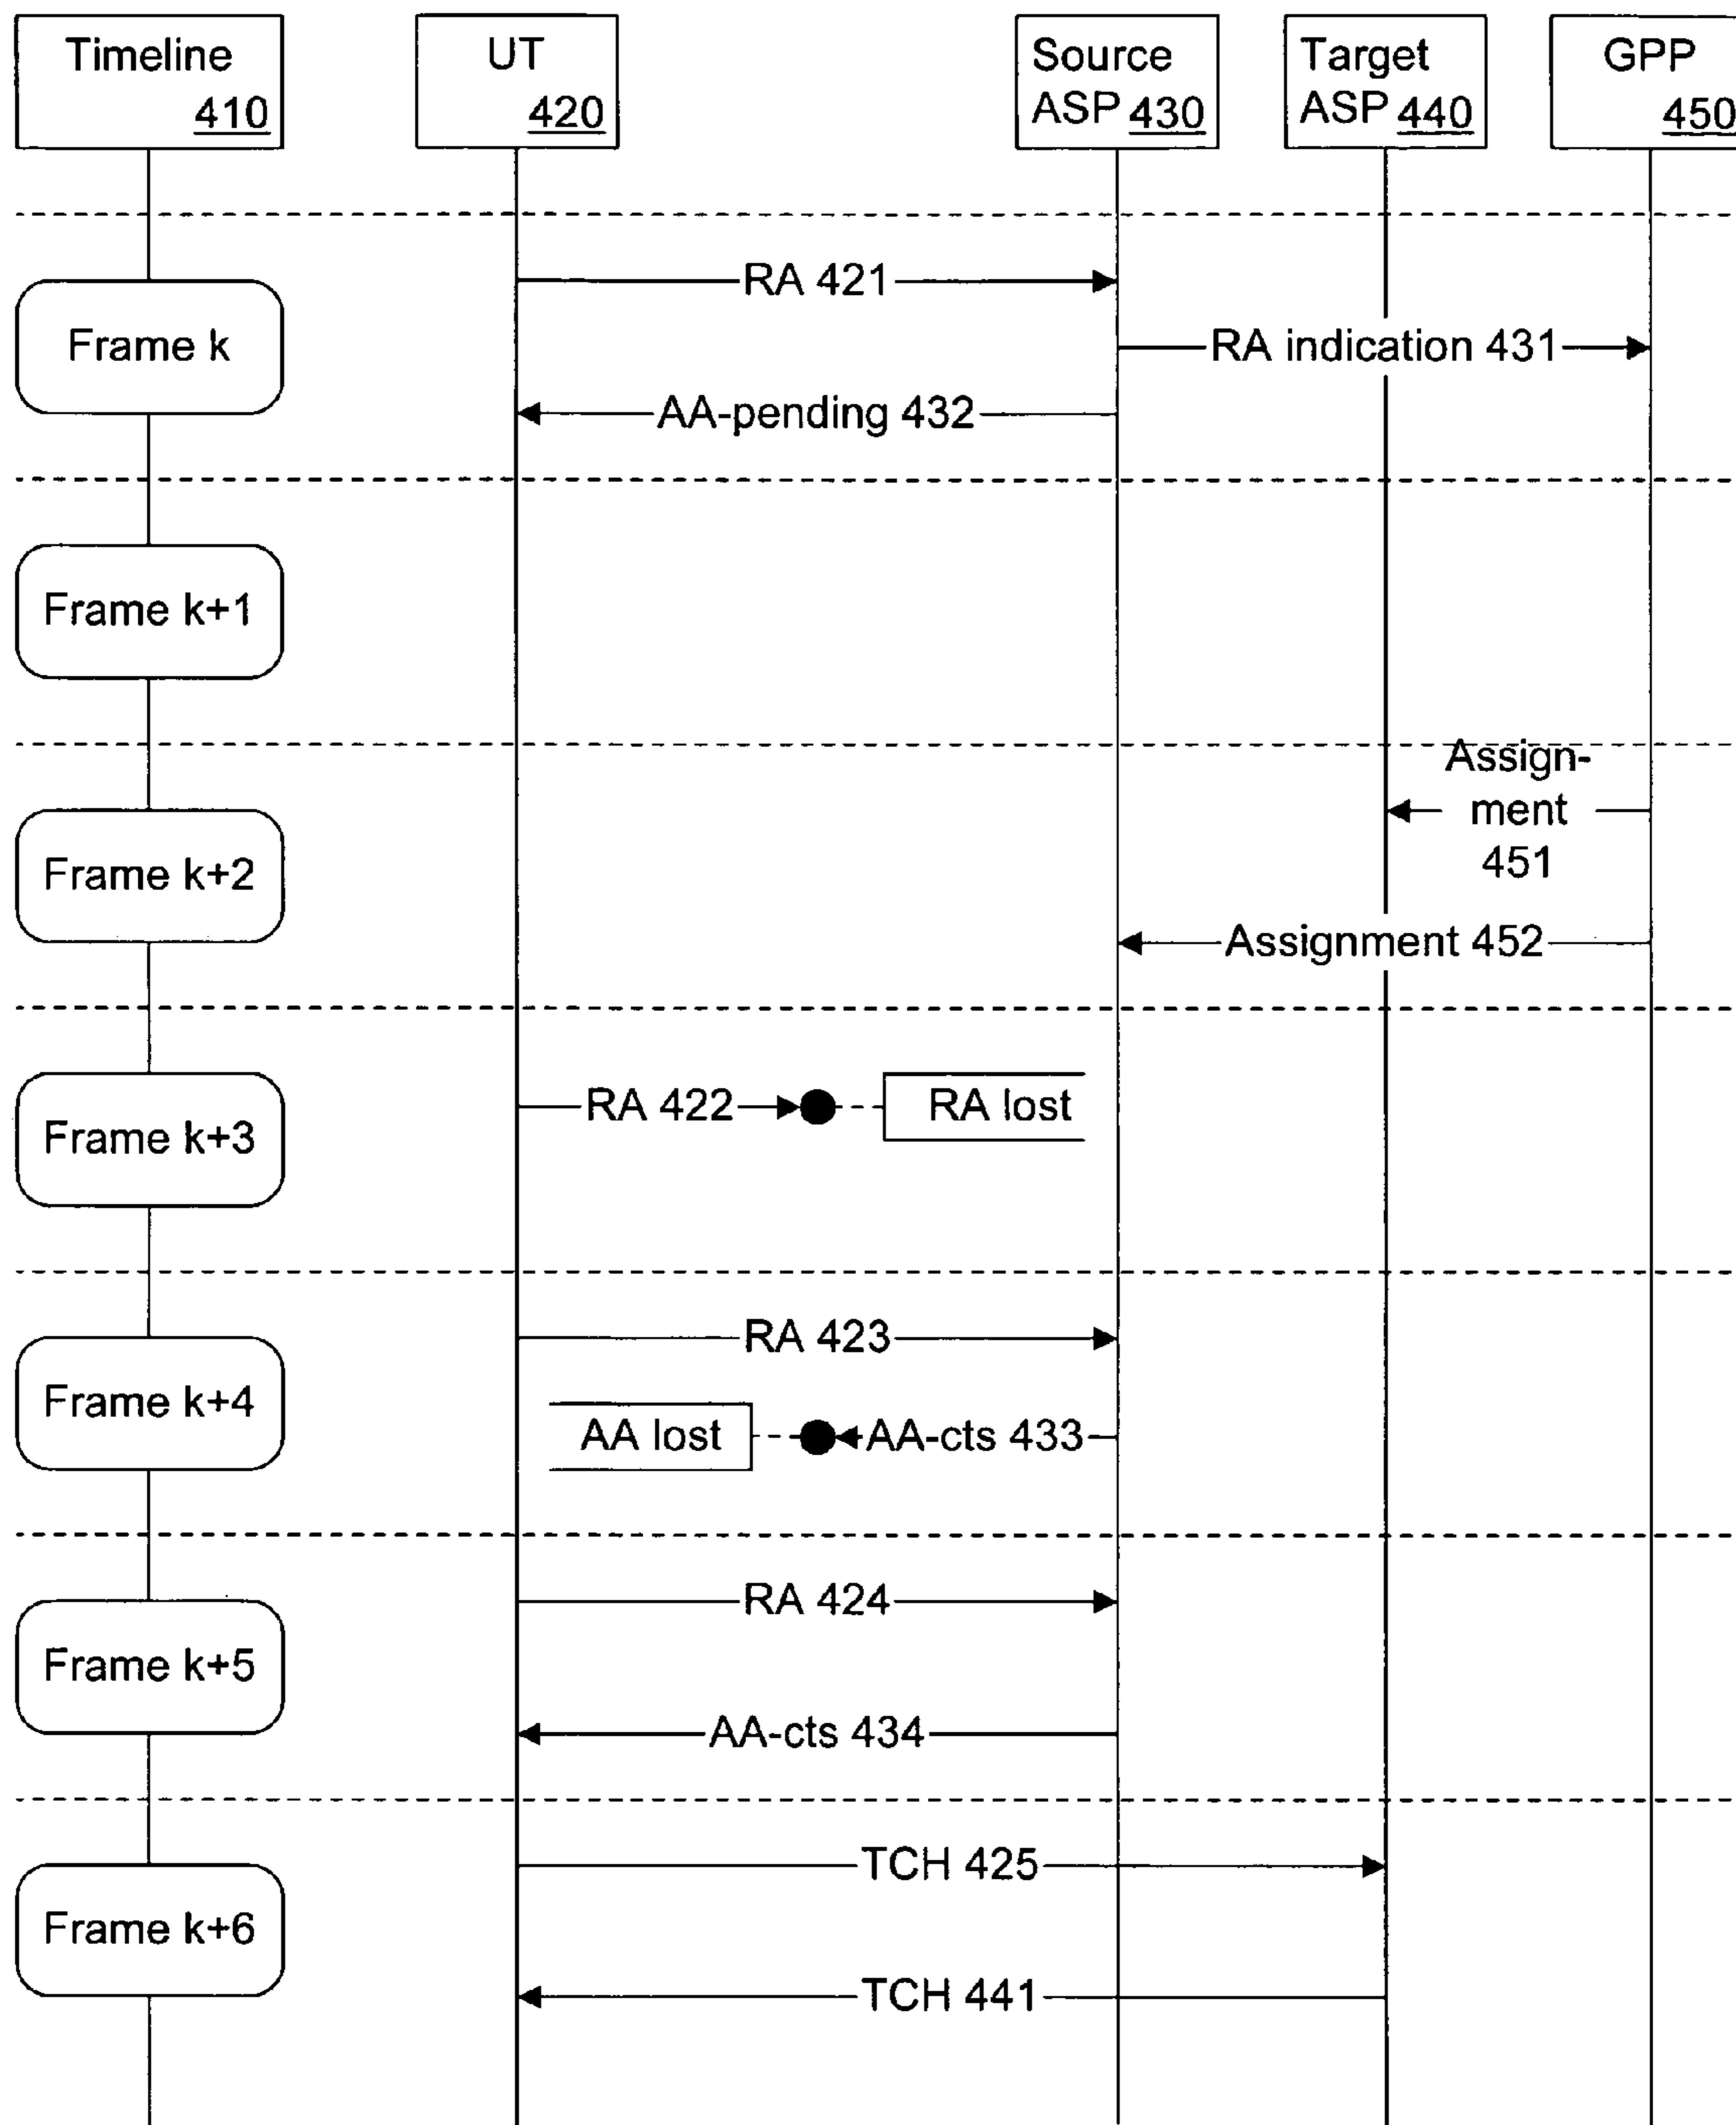 Timeline
410
UT
420
Source
ASP 430
Target
ASP 440
GPP
450
RA 421
Frame k
RA indication 431
AA-pending 432
Frame k+1
Assign-
ment
451
Frame k+2
Assignment 452
RA 422
RA lost
Frame k+3
RA 423
Frame k+4
AA lost
AA-cts 433
RA 424
Frame k+5
AA-cts 434
TCH 425
Frame k+6
TCH 441